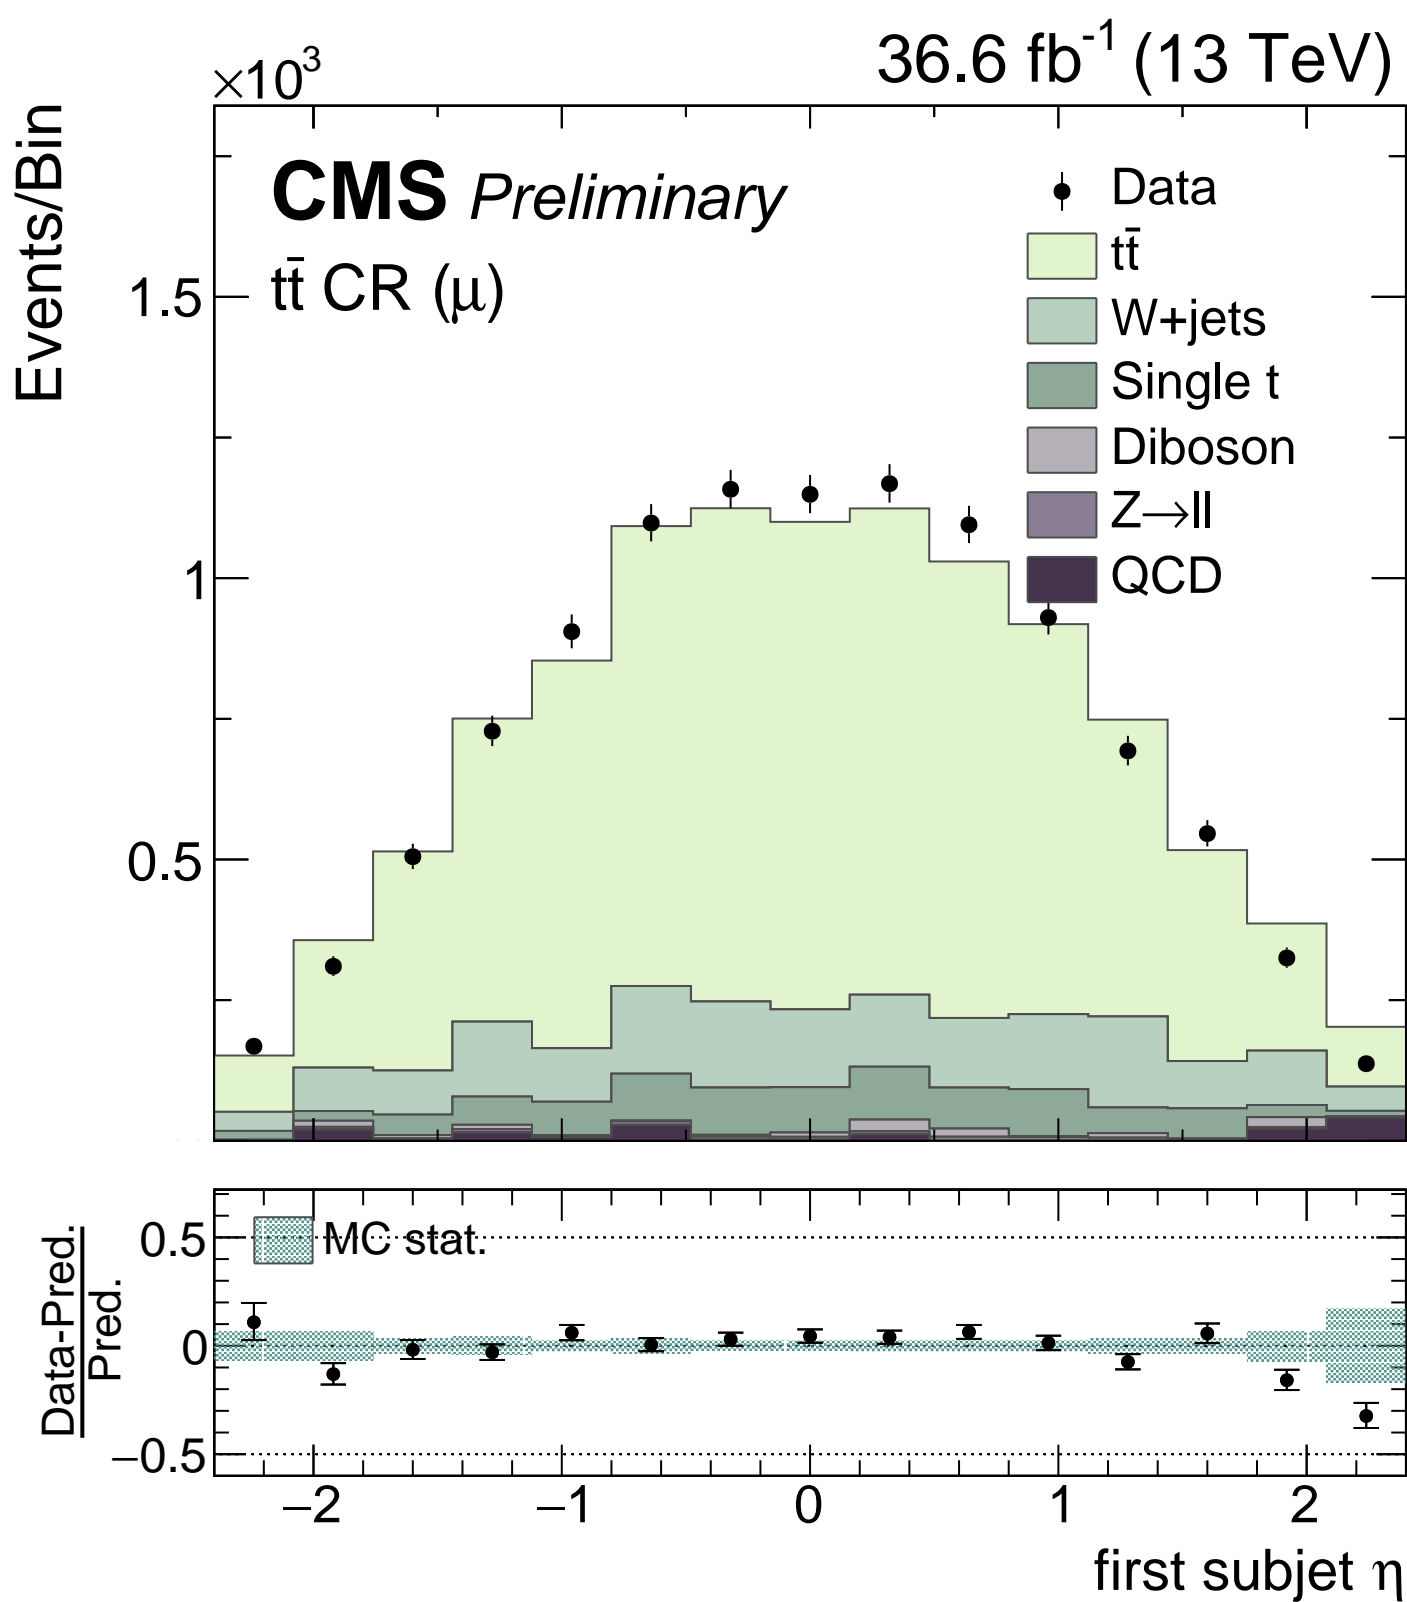 ×10³ 36.6 fb⁻¹ (13 TeV)
Events/Bin
CMS Preliminary
tt̄ CR (μ)
Data
tt̄
W+jets
Single t
Diboson
Z→ll
QCD
1.5
1
0.5
Data-Pred.
Pred.
MC stat.
0.5
0
−0.5
−2 −1 0 1 2
first subjet η